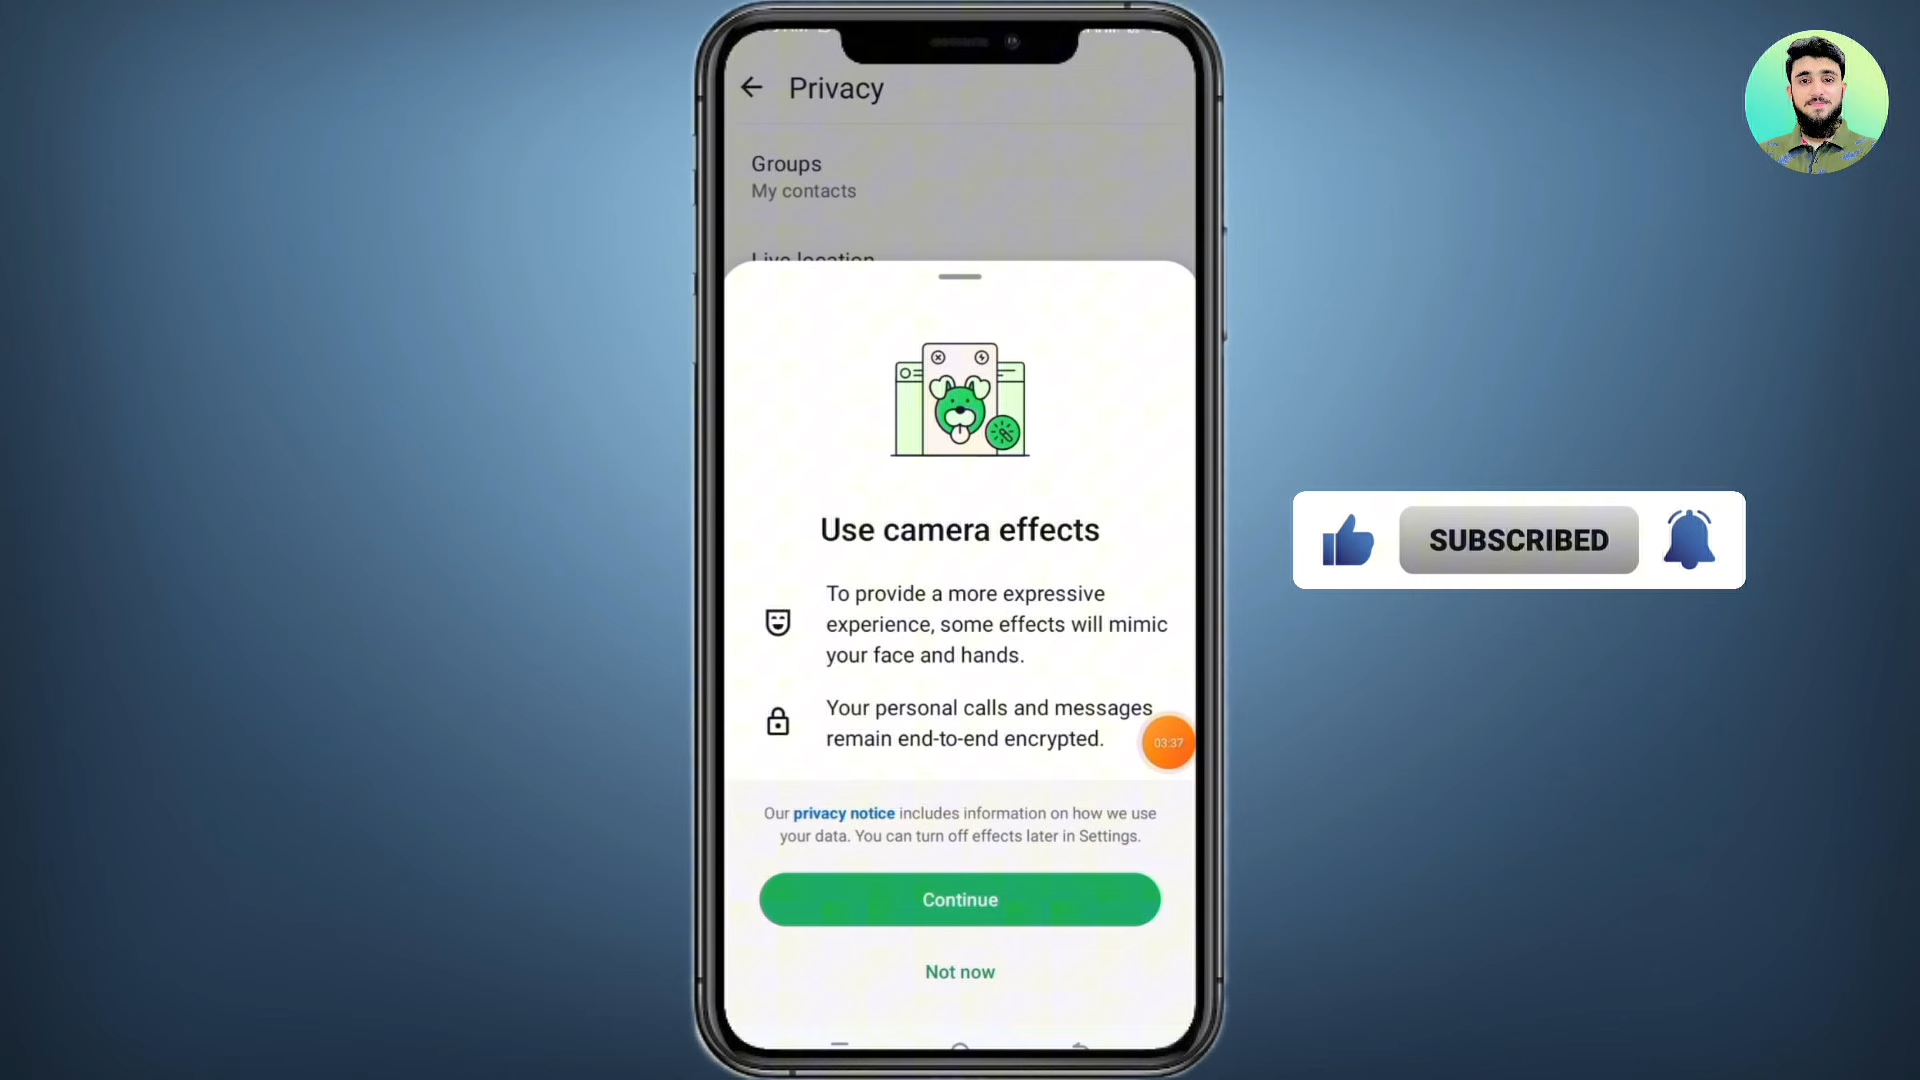 Privacy
Groups
My contacts
Live location
Use camera effects
To provide a more expressive
experience, some effects will mimic
your face and hands.
Your personal calls and messages
remain end-to-end encrypted.
03:37
Our privacy notice includes information on how we use
your data. You can turn off effects later in Settings.
Continue
Not now
SUBSCRIBED